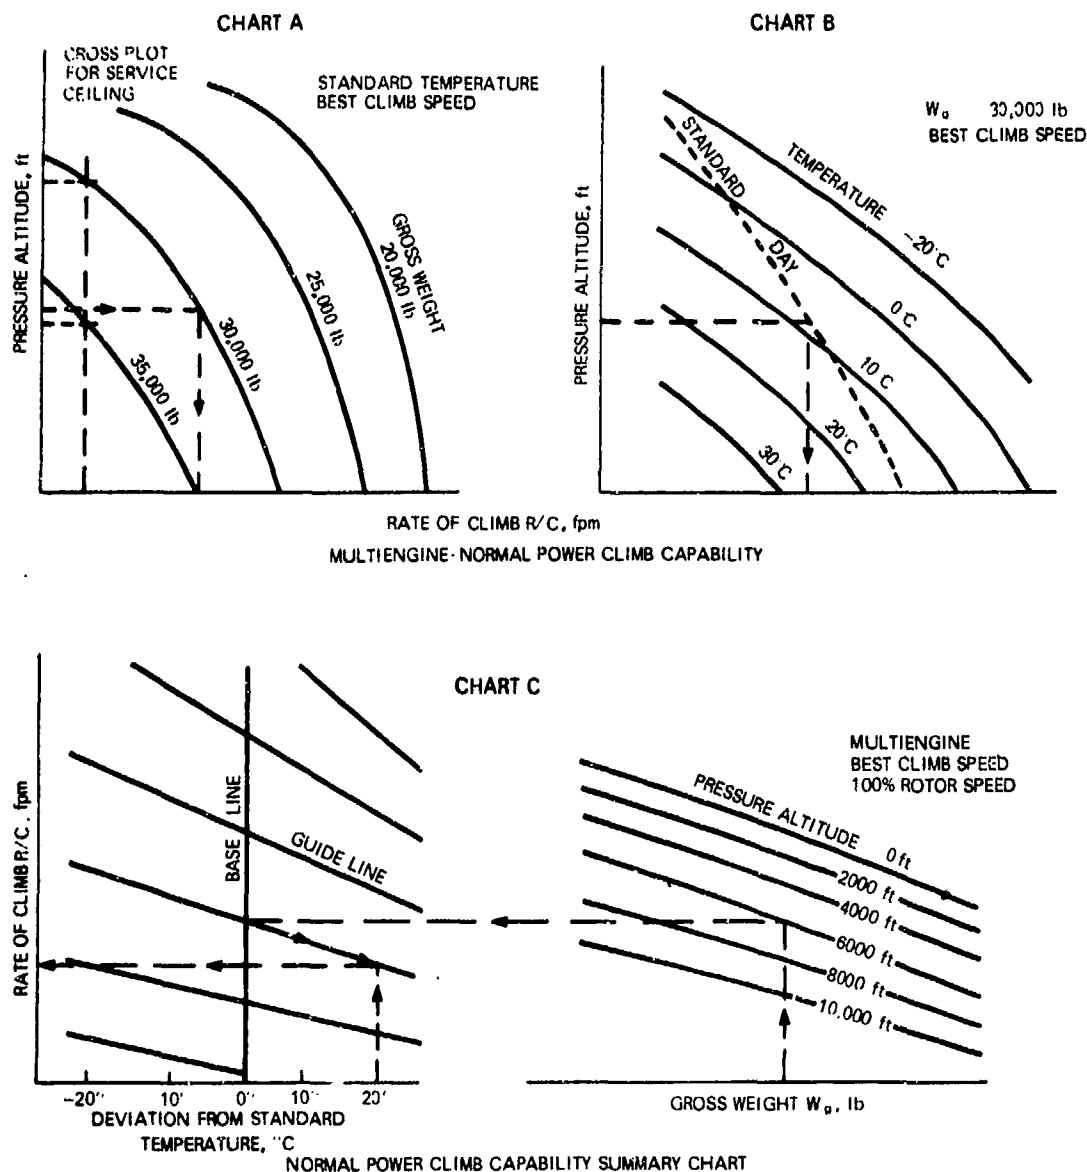 CHART A
CROSS PLOT
FOR SERVICE
CEILING
STANDARD TEMPERATURE
BEST CLIMB SPEED
PRESSURE ALTITUDE, ft
GROSS WEIGHT
20,000 lb
25,000 lb
30,000 lb
35,000 lb
CHART B
W₀ 30,000 lb
BEST CLIMB SPEED
PRESSURE ALTITUDE, ft
STANDARD
DAY
TEMPERATURE
-20°C
0°C
10°C
20°C
30°C
RATE OF CLIMB R/C, fpm
MULTIENGINE-NORMAL POWER CLIMB CAPABILITY
CHART C
RATE OF CLIMB R/C, fpm
BASE LINE
GUIDE LINE
-20° 10° 0° 10° 20°
DEVIATION FROM STANDARD
TEMPERATURE, °C
MULTIENGINE
BEST CLIMB SPEED
100% ROTOR SPEED
PRESSURE ALTITUDE
0 ft
2000 ft
4000 ft
6000 ft
8000 ft
10,000 ft
GROSS WEIGHT Wg, lb
NORMAL POWER CLIMB CAPABILITY SUMMARY CHART